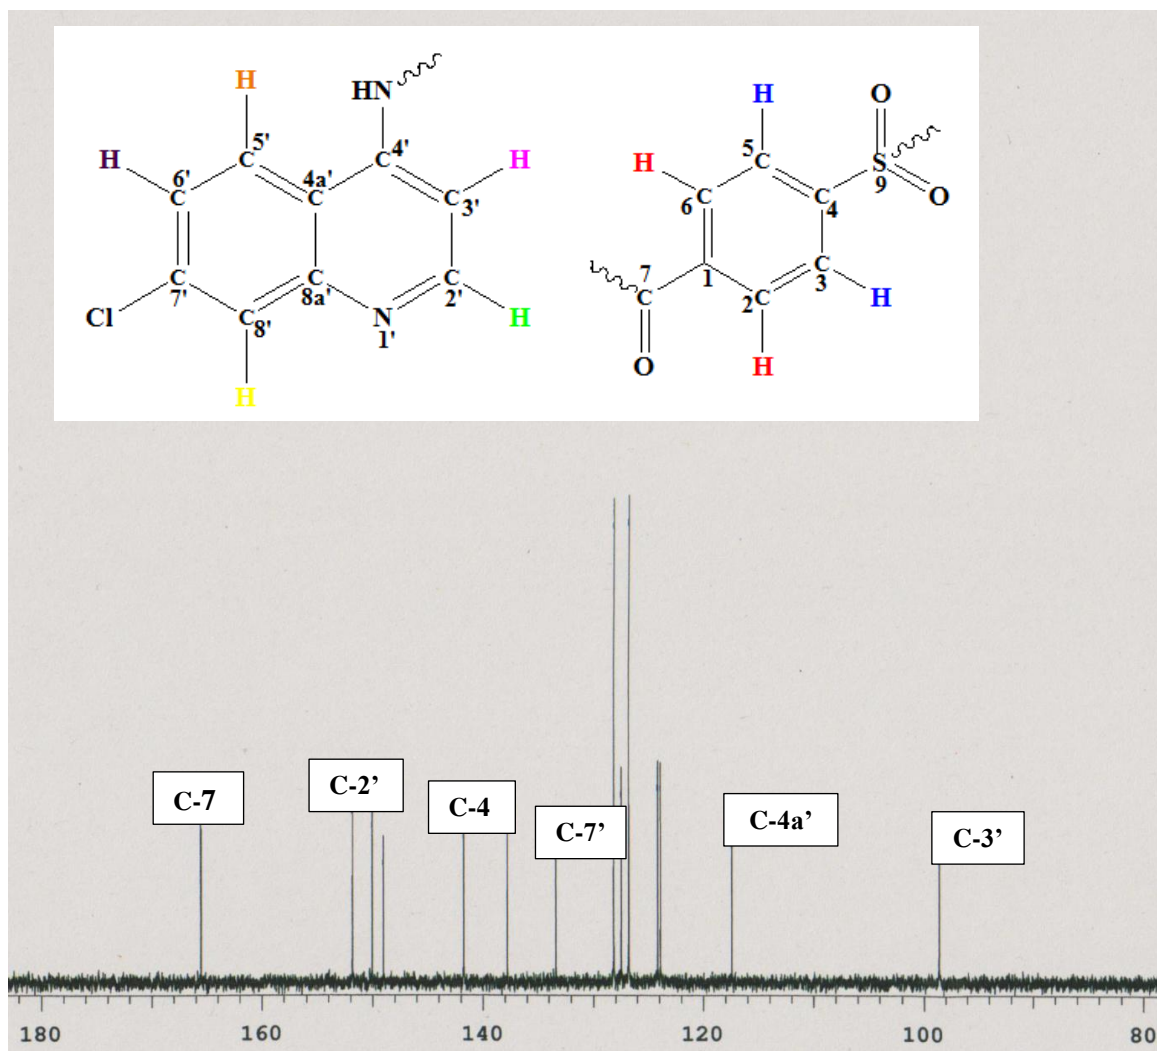 H
HN
H
O
H
C 5'
C 4'
H
C 5
S 9
H
C 6'
4a' C
C 3'
H
C 6
C 4
O
C 7'
C 8a'
C 2'
C 7
1
C 3
Cl
C 8'
N 1'
H
2 C
H
O
H
H
C-7
C-2’
C-4
C-7’
C-4a’
C-3’
180 160 140 120 100 80